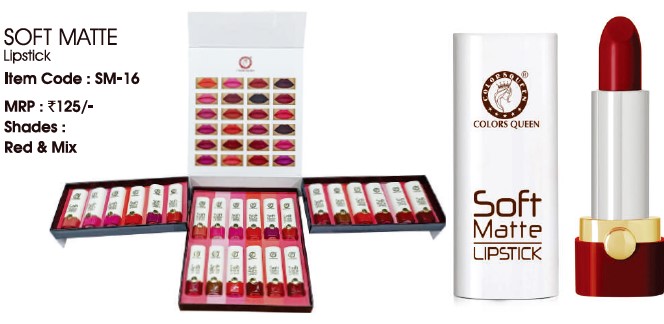 SOFT MATTE
Lipstick
Item Code : SM-16
MRP : ₹125/-
Shades :
Red & Mix
COLORS QUEEN
COLORSQUEEN
®
COLORS QUEEN
Soft
Matte
LIPSTICK